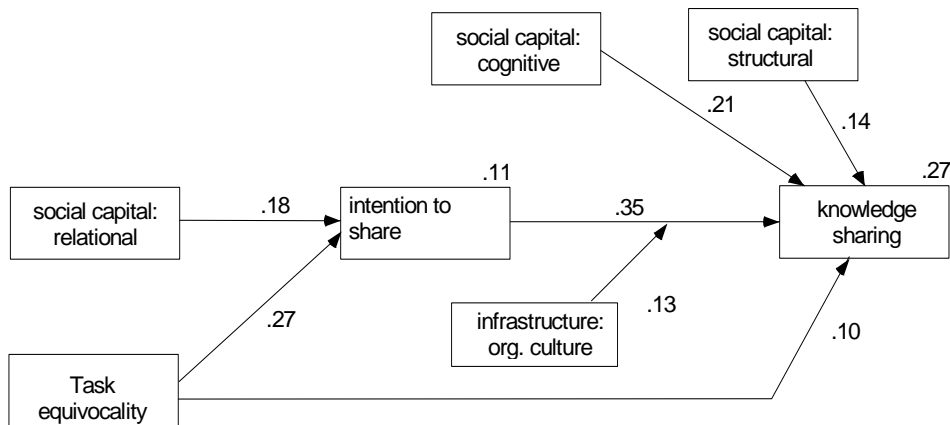 social capital:
cognitive
social capital:
structural
.21
.14
.11
.27
social capital:
relational
.18
intention to
share
.35
knowledge
sharing
.27
infrastructure:
org. culture
.13
.10
Task
equivocality